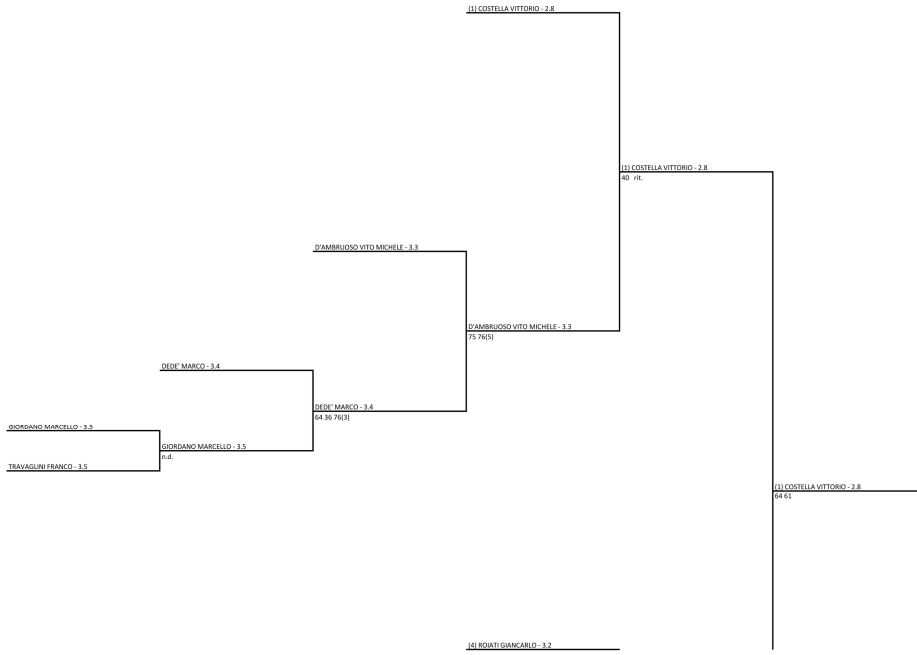 (1) COSTELLA VITTORIO - 2.8
(1) COSTELLA VITTORIO - 2.8
40 rit.
D'AMBRUOSO VITO MICHELE - 3.3
D'AMBRUOSO VITO MICHELE - 3.3
75 76(5)
DEDE' MARCO - 3.4
DEDE' MARCO - 3.4
64 36 76(3)
GIORDANO MARCELLO - 3.5
GIORDANO MARCELLO - 3.5
n.d.
TRAVAGLINI FRANCO - 3.5
(1) COSTELLA VITTORIO - 2.8
64 61
(4) ROIATI GIANCARLO - 3.2